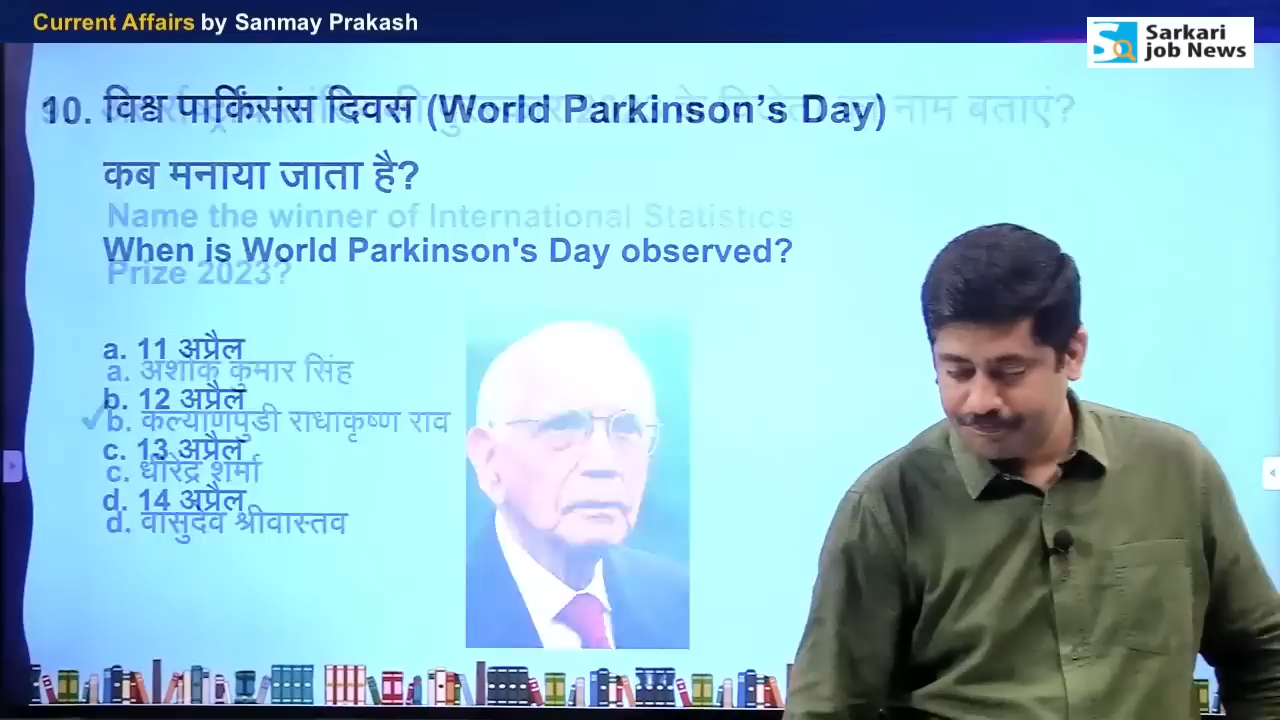 Current Affairs by Sanmay Prakash
Sarkari
job News
10. विश्व पार्किंसंस दिवस (World Parkinson’s Day)
नाम बताएं?
कब मनाया जाता है?
Name the winner of International Statistics
When is World Parkinson's Day observed?
Prize 2023?
a. 11 अप्रैल
a. अशोक कुमार सिंह
b. 12 अप्रैल
✓b. कल्याणपुडी राधाकृष्ण राव
c. 13 अप्रैल
c. धीरेंद्र शर्मा
d. 14 अप्रैल
d. वासुदेव श्रीवास्तव